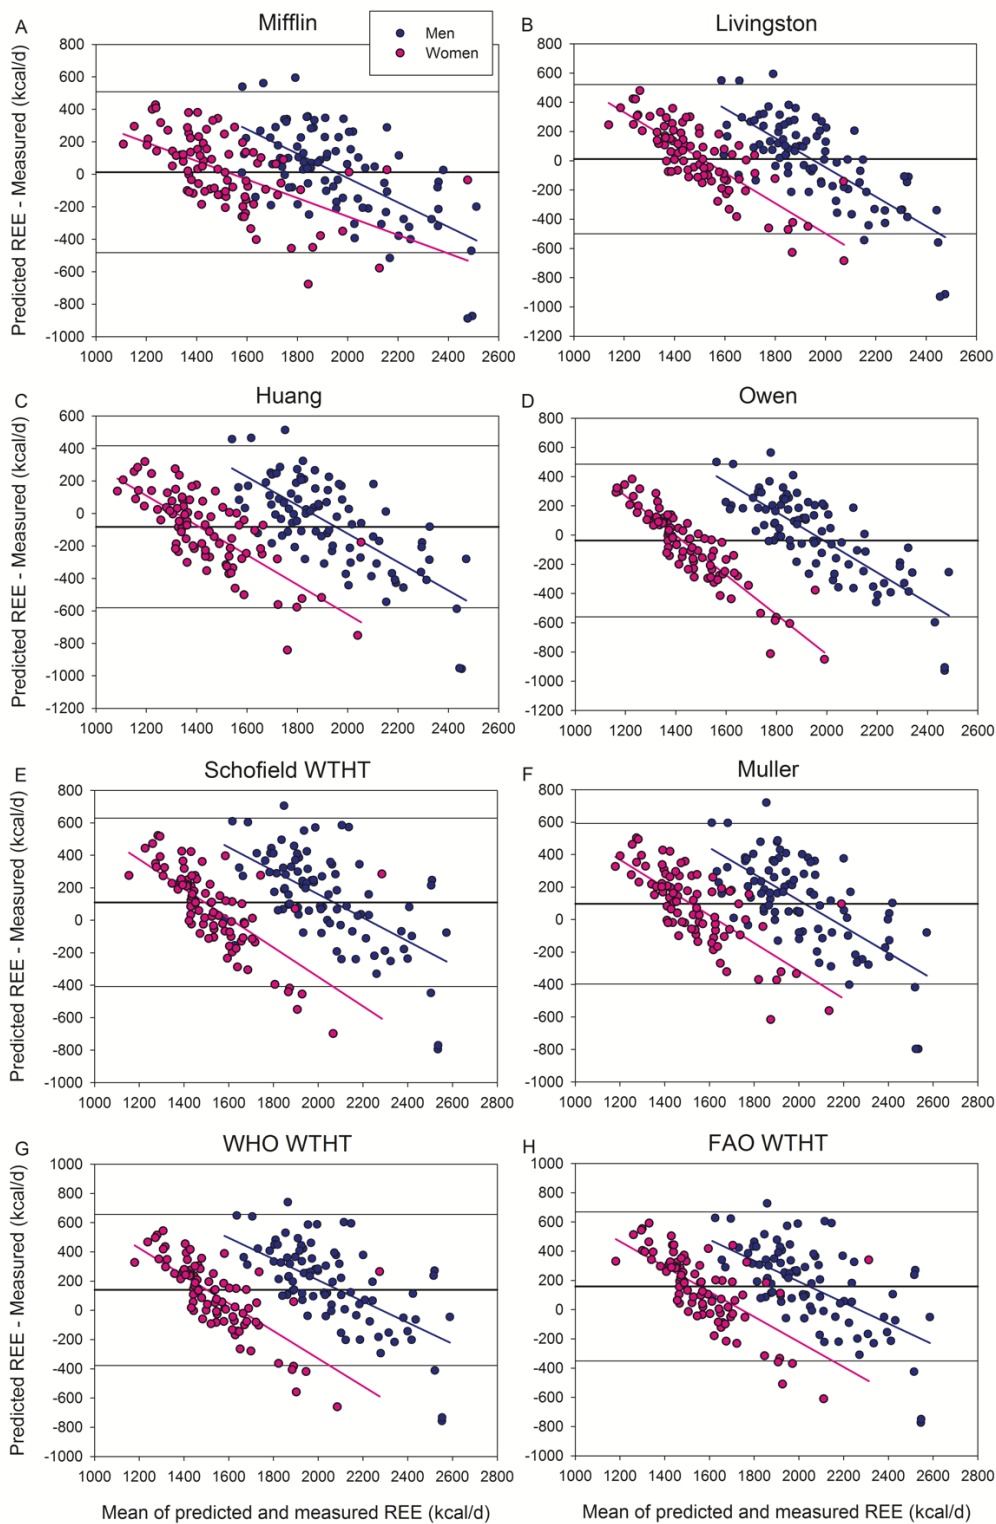 A
Mifflin
Men
Women
B
Livingston
Predicted REE - Measured (kcal/d)
800
600
400
200
0
-200
-400
-600
-800
-1000
1000 1200 1400 1600 1800 2000 2200 2400 2600
800
600
400
200
0
-200
-400
-600
-800
-1000
-1200
1000 1200 1400 1600 1800 2000 2200 2400 2600
C
Huang
D
Owen
Predicted REE - Measured (kcal/d)
600
400
200
0
-200
-400
-600
-800
-1000
-1200
1000 1200 1400 1600 1800 2000 2200 2400 2600
800
600
400
200
0
-200
-400
-600
-800
-1000
-1200
1000 1200 1400 1600 1800 2000 2200 2400 2600
E
Schofield WTHT
F
Muller
Predicted REE - Measured (kcal/d)
800
600
400
200
0
-200
-400
-600
-800
-1000
1000 1200 1400 1600 1800 2000 2200 2400 2600 2800
800
600
400
200
0
-200
-400
-600
-800
-1000
1000 1200 1400 1600 1800 2000 2200 2400 2600 2800
G
WHO WTHT
H
FAO WTHT
Predicted REE - Measured (kcal/d)
1000
800
600
400
200
0
-200
-400
-600
-800
-1000
1000 1200 1400 1600 1800 2000 2200 2400 2600 2800
1000
800
600
400
200
0
-200
-400
-600
-800
-1000
1000 1200 1400 1600 1800 2000 2200 2400 2600 2800
Mean of predicted and measured REE (kcal/d)
Mean of predicted and measured REE (kcal/d)